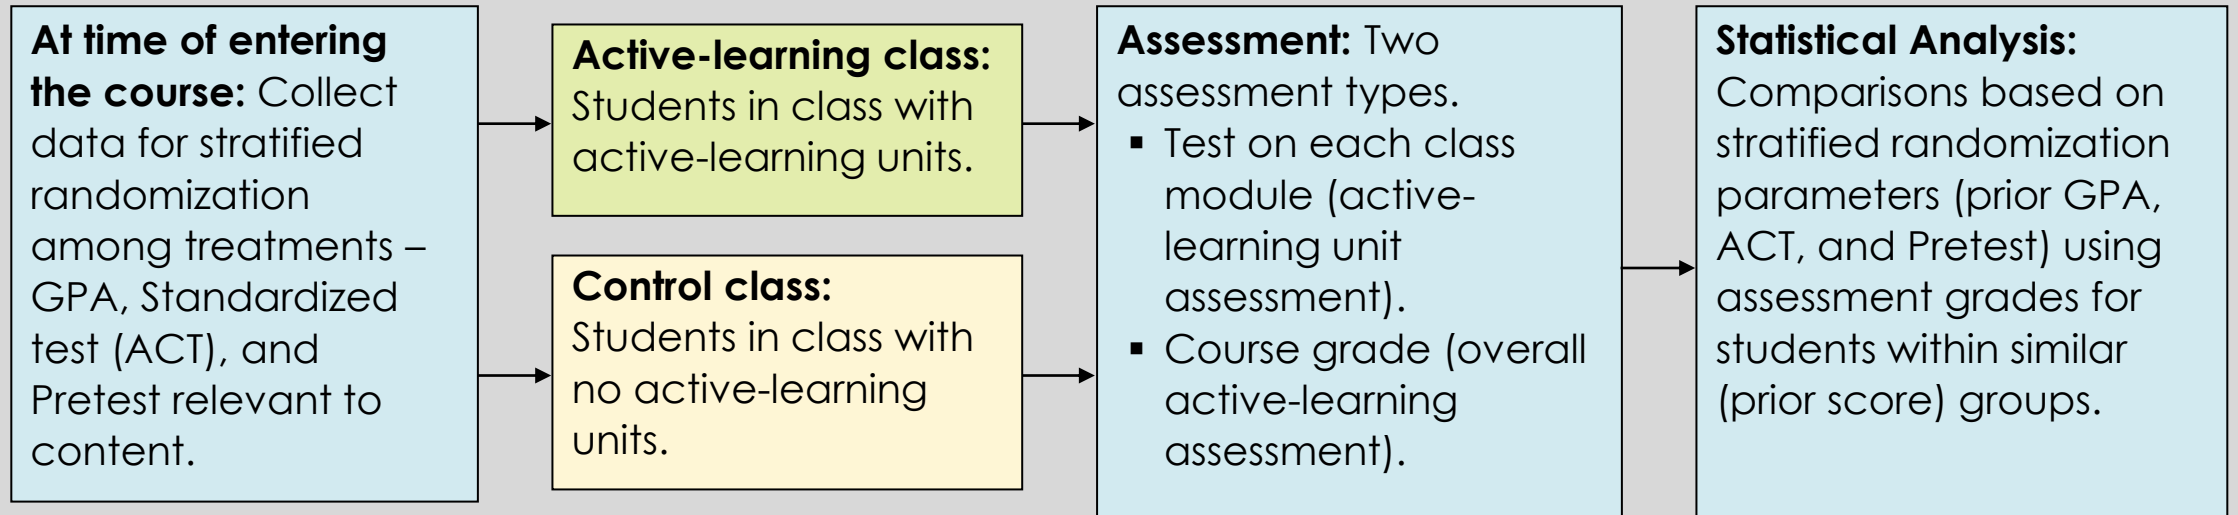 At time of entering
the course: Collect
data for stratified
randomization
among treatments –
GPA, Standardized
test (ACT), and
Pretest relevant to
content.
Active-learning class:
Students in class with
active-learning units.
Control class:
Students in class with
no active-learning
units.
Assessment: Two
assessment types.
▪ Test on each class
module (active-
learning unit
assessment).
▪ Course grade (overall
active-learning
assessment).
Statistical Analysis:
Comparisons based on
stratified randomization
parameters (prior GPA,
ACT, and Pretest) using
assessment grades for
students within similar
(prior score) groups.